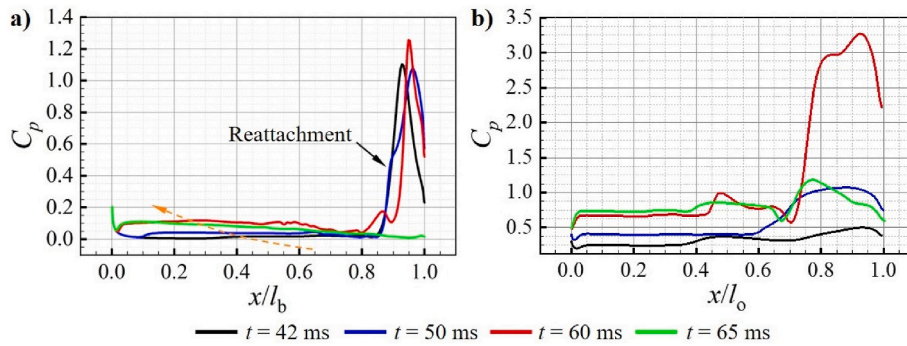 a)
1.4
1.2
1.0
0.8
0.6
0.4
0.2
0.0
C_p
Reattachment
0.0 0.2 0.4 0.6 0.8 1.0
x/l_b
b)
3.5
3.0
2.5
2.0
1.5
1.0
0.5
C_p
0.0 0.2 0.4 0.6 0.8 1.0
x/l_o
t = 42 ms t = 50 ms t = 60 ms t = 65 ms